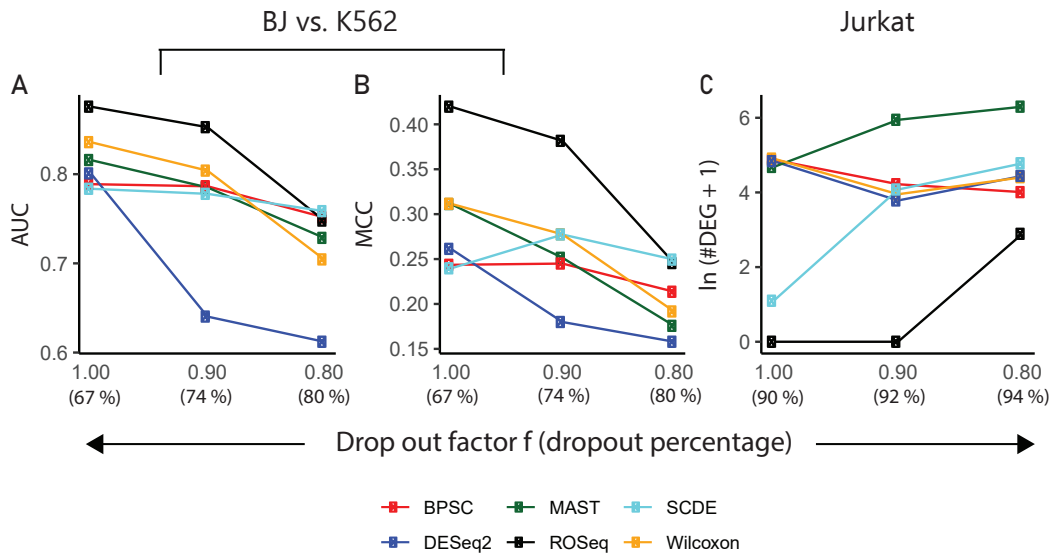 BJ vs. K562
Jurkat
A
B
C
AUC
0.8
0.7
0.6
1.00
0.90
0.80
(67 %)
(74 %)
(80 %)
MCC
0.40
0.35
0.30
0.25
0.20
0.15
1.00
0.90
0.80
(67 %)
(74 %)
(80 %)
ln (#DEG + 1)
6
4
2
0
1.00
0.90
0.80
(90 %)
(92 %)
(94 %)
Drop out factor f (dropout percentage)
BPSC
MAST
SCDE
DESeq2
ROSeq
Wilcoxon